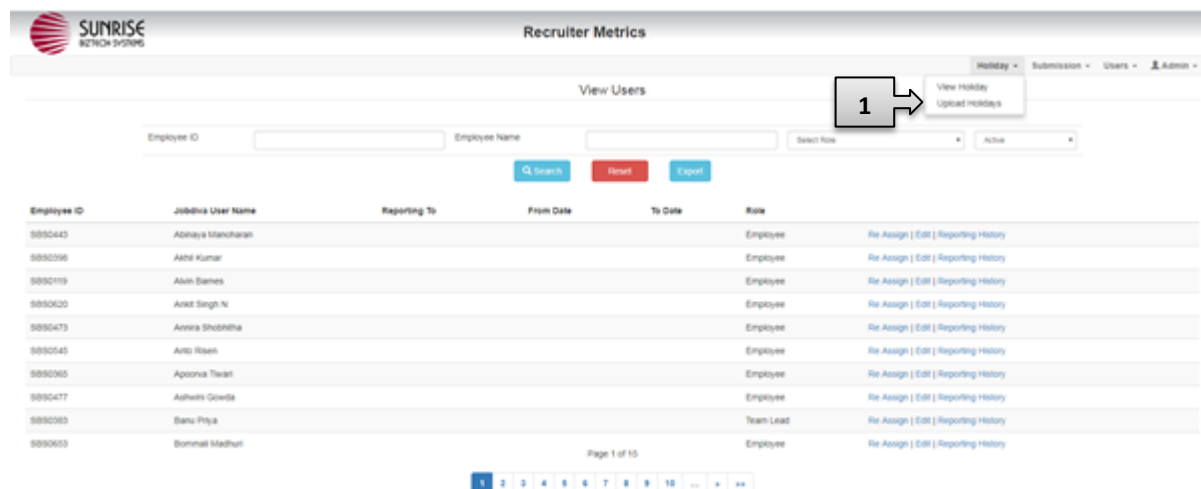 SUNRISE
BIZTECH SYSTEMS
Recruiter Metrics
Holiday Submission Users Admin
View Users
View Holiday
Upload Holidays
1
Employee ID Employee Name Select Role Active
Search Reset Export
Employee ID Jobdiva User Name Reporting To From Date To Date Role
SBS0443 Abinaya Manoharan Employee Re Assign | Edit | Reporting History
SBS0398 Akhil Kumar Employee Re Assign | Edit | Reporting History
SBS0119 Alvin Barnes Employee Re Assign | Edit | Reporting History
SBS0620 Ankit Singh N Employee Re Assign | Edit | Reporting History
SBS0473 Annira Shobhitha Employee Re Assign | Edit | Reporting History
SBS0545 Anto Risen Employee Re Assign | Edit | Reporting History
SBS0365 Apoorva Tiwari Employee Re Assign | Edit | Reporting History
SBS0477 Ashwini Gowda Employee Re Assign | Edit | Reporting History
SBS0383 Banu Priya Team Lead Re Assign | Edit | Reporting History
SBS0653 Bommali Madhuri Employee Re Assign | Edit | Reporting History
Page 1 of 15
1 2 3 4 5 6 7 8 9 10 ... » »»